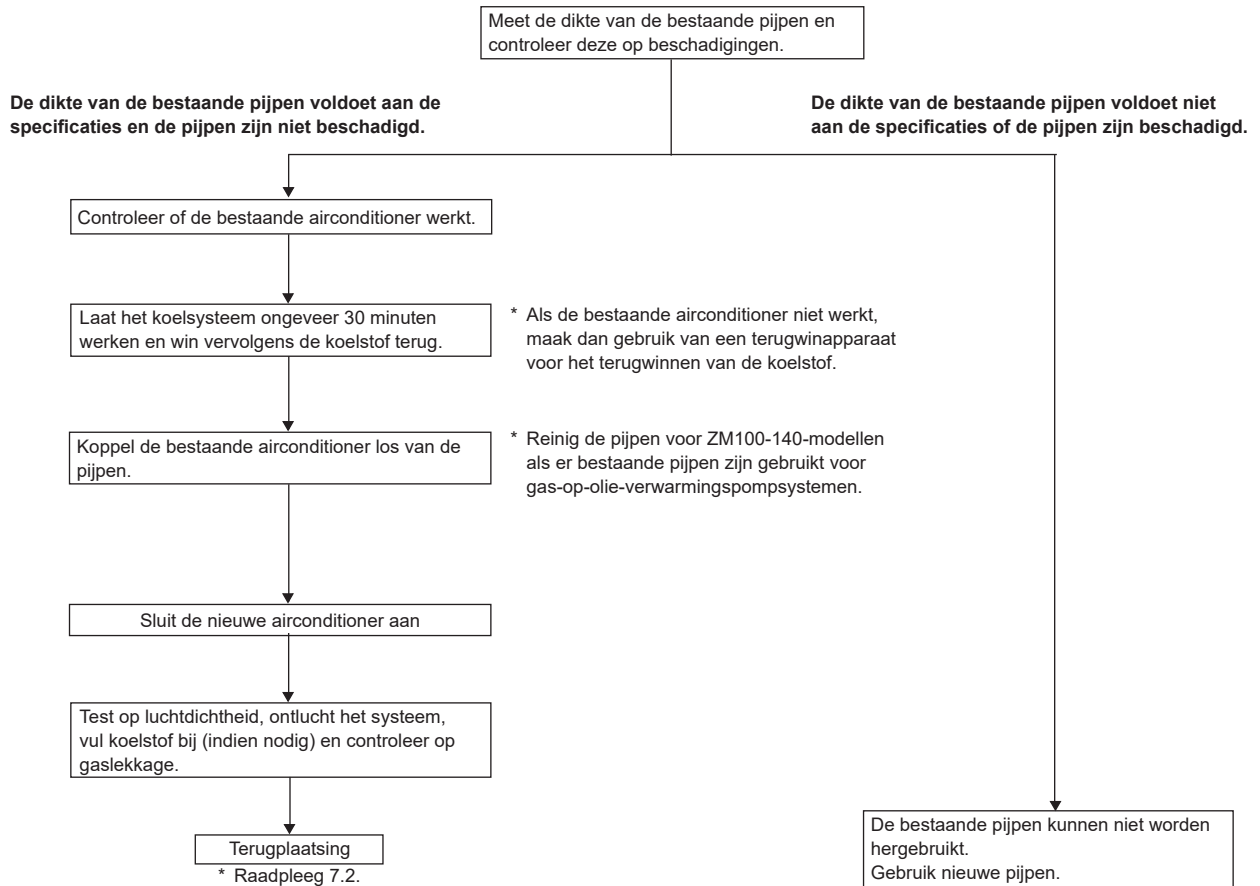 Meet de dikte van de bestaande pijpen en
controleer deze op beschadigingen.
De dikte van de bestaande pijpen voldoet aan de
specificaties en de pijpen zijn niet beschadigd.
De dikte van de bestaande pijpen voldoet niet
aan de specificaties of de pijpen zijn beschadigd.
Controleer of de bestaande airconditioner werkt.
Laat het koelsysteem ongeveer 30 minuten
werken en win vervolgens de koelstof terug.
* Als de bestaande airconditioner niet werkt,
maak dan gebruik van een terugwinapparaat
voor het terugwinnen van de koelstof.
Koppel de bestaande airconditioner los van de
pijpen.
* Reinig de pijpen voor ZM100-140-modellen
als er bestaande pijpen zijn gebruikt voor
gas-op-olie-verwarmingspompsystemen.
Sluit de nieuwe airconditioner aan
Test op luchtdichtheid, ontlucht het systeem,
vul koelstof bij (indien nodig) en controleer op
gaslekkage.
Terugplaatsing
* Raadpleeg 7.2.
De bestaande pijpen kunnen niet worden
hergebruikt.
Gebruik nieuwe pijpen.